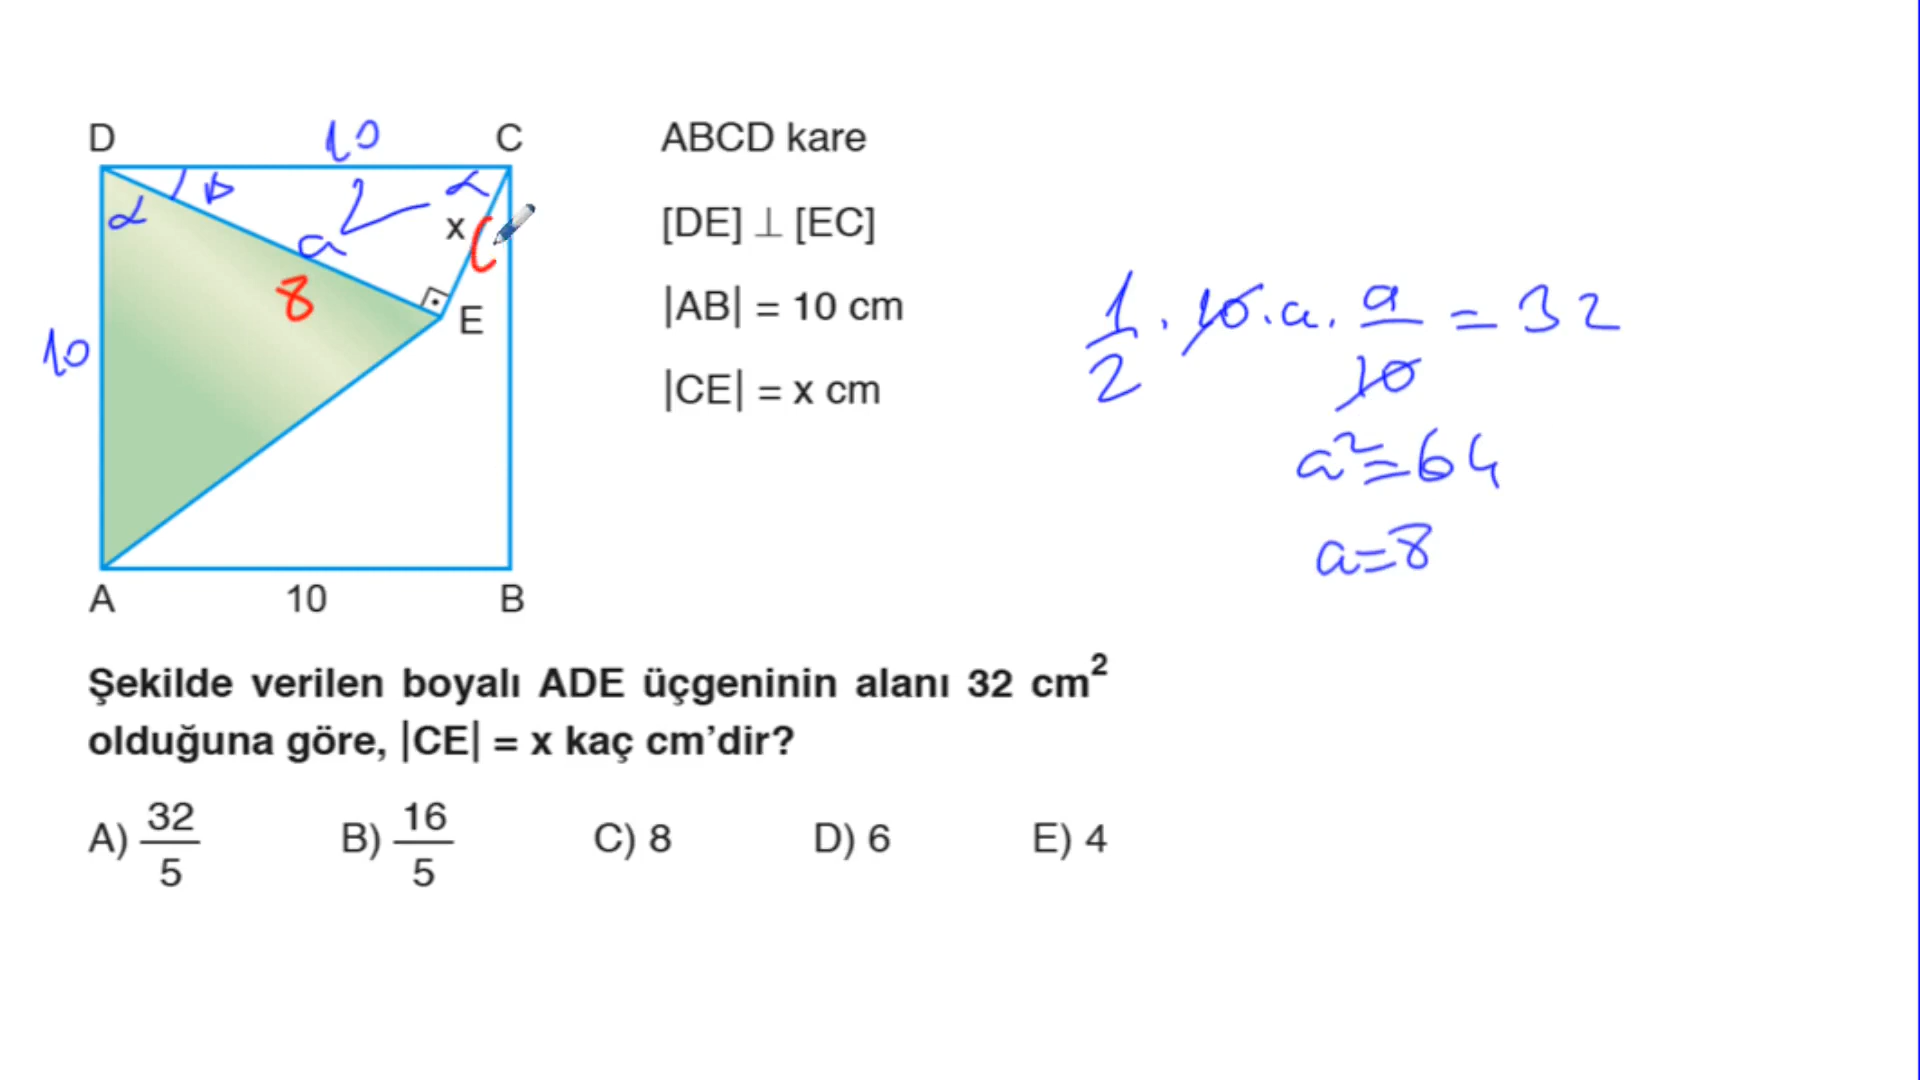 D 10 C
α α
x
a
8
E
10
A 10 B
ABCD kare
[DE] ⊥ [EC]
|AB| = 10 cm
|CE| = x cm
1/2 . 10 . a . a/10 = 32
a² = 64
a = 8
Şekilde verilen boyalı ADE üçgeninin alanı 32 cm²
olduğuna göre, |CE| = x kaç cm’dir?
A) 32/5 B) 16/5 C) 8 D) 6 E) 4